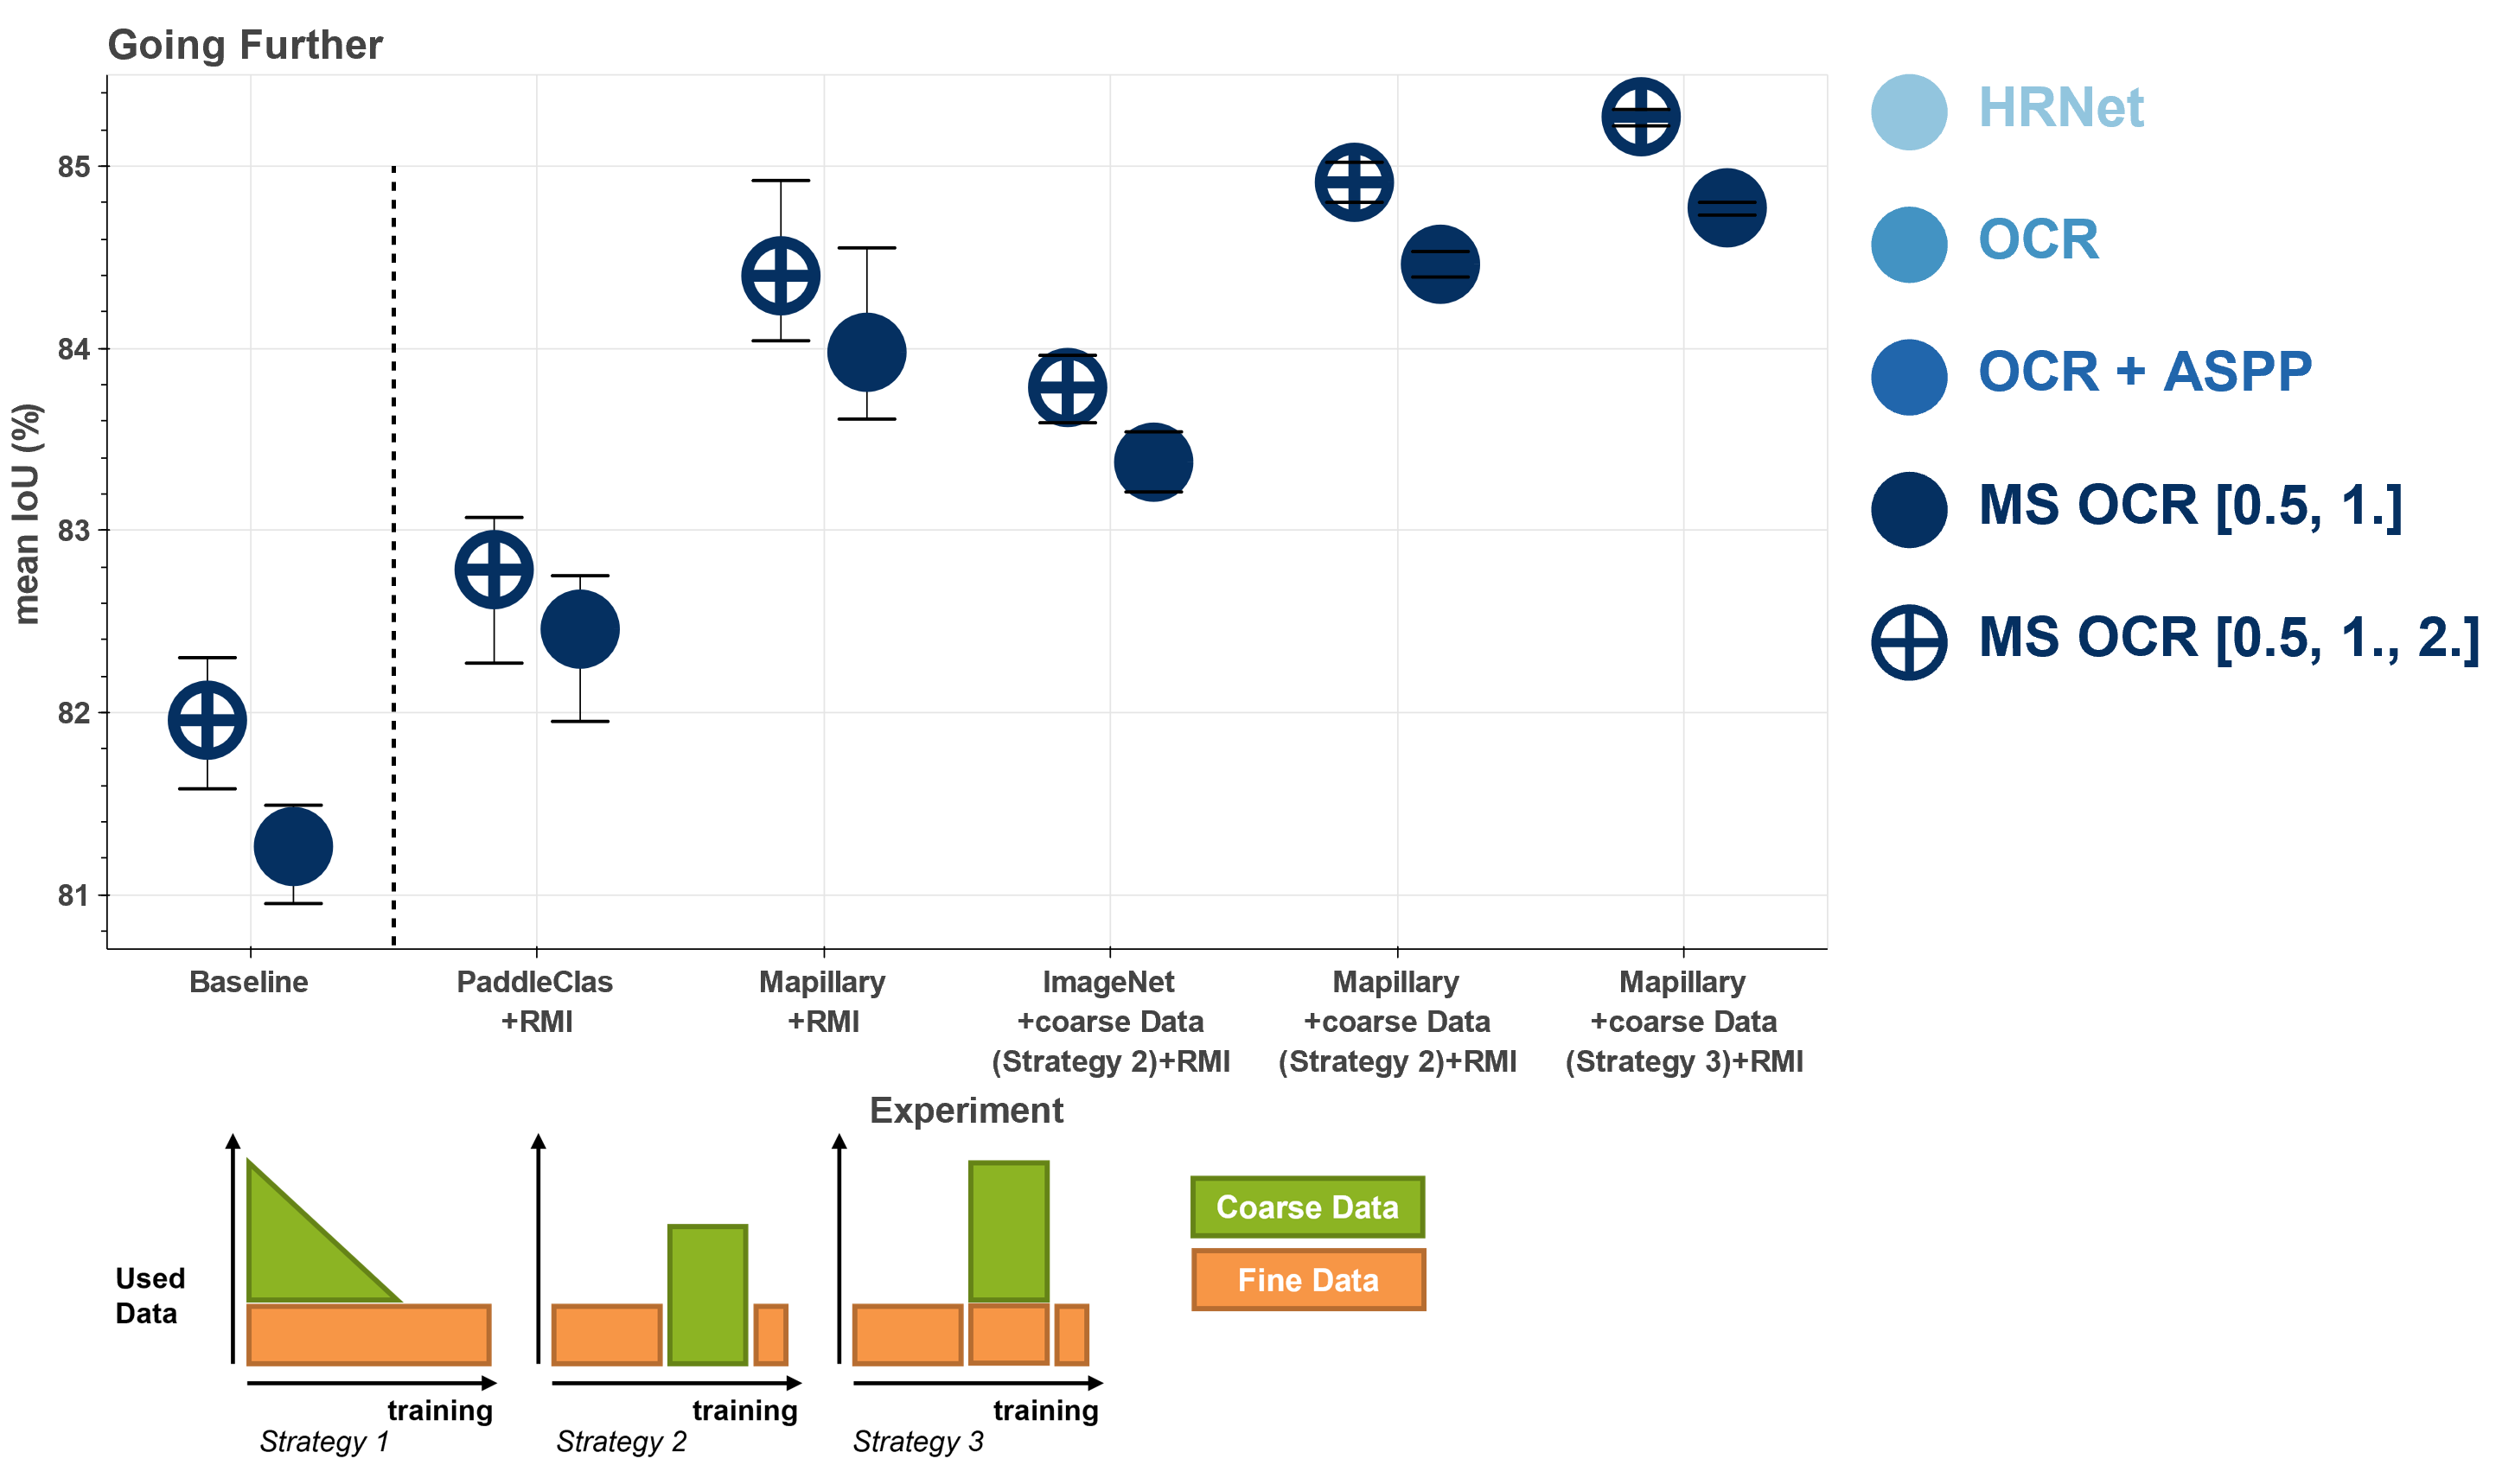 Going Further
mean IoU (%)
85
84
83
82
81
Baseline
PaddleClas
+RMI
Mapillary
+RMI
ImageNet
+coarse Data
(Strategy 2)+RMI
Mapillary
+coarse Data
(Strategy 2)+RMI
Mapillary
+coarse Data
(Strategy 3)+RMI
Experiment
HRNet
OCR
OCR + ASPP
MS OCR [0.5, 1.]
MS OCR [0.5, 1., 2.]
Used
Data
training
Strategy 1
training
Strategy 2
training
Strategy 3
Coarse Data
Fine Data